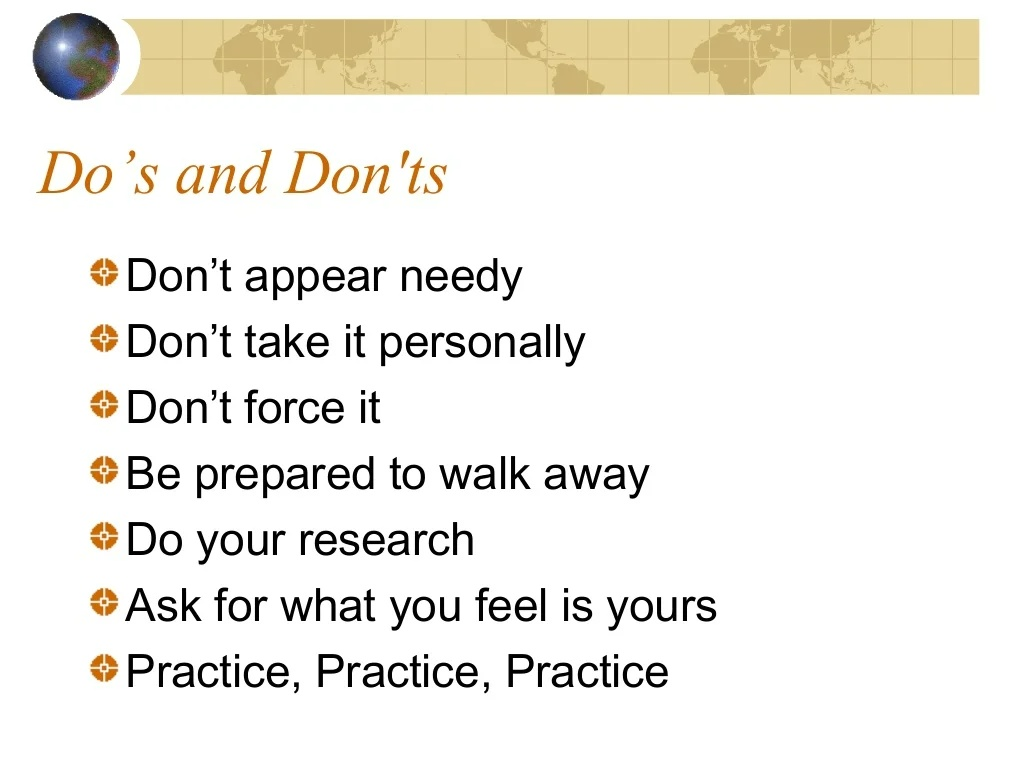 Do’s and Don'ts
Don’t appear needy
Don’t take it personally
Don’t force it
Be prepared to walk away
Do your research
Ask for what you feel is yours
Practice, Practice, Practice